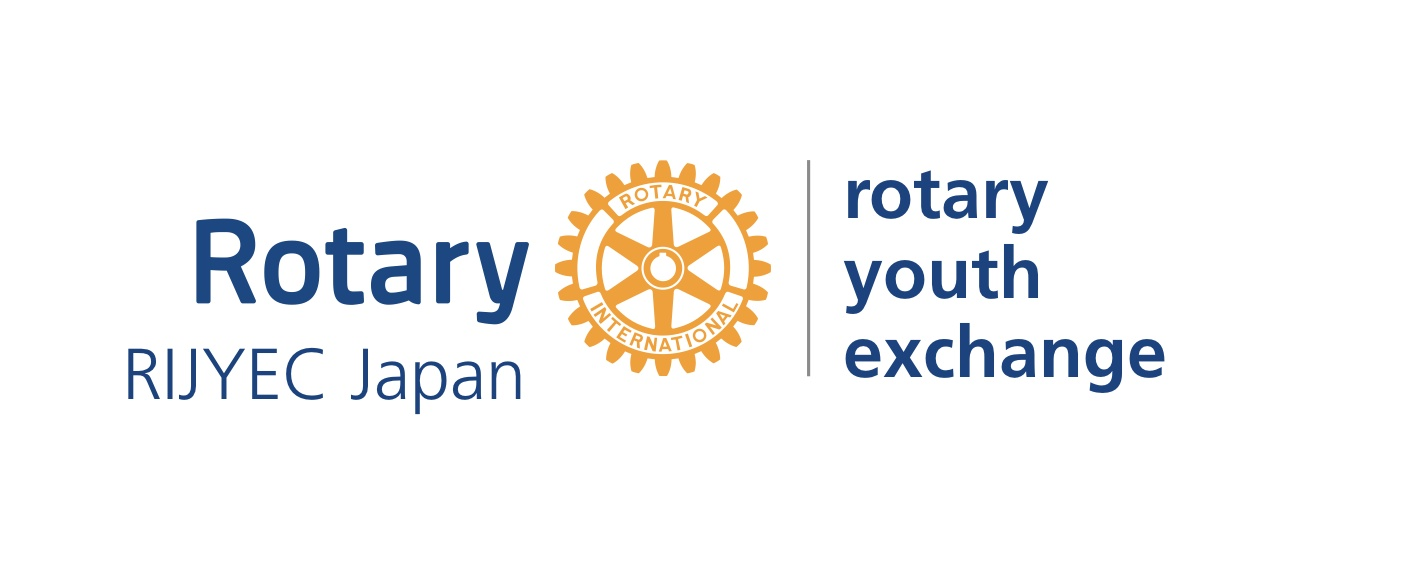 Rotary
RIJYEC Japan
ROTARY
INTERNATIONAL
rotary
youth
exchange